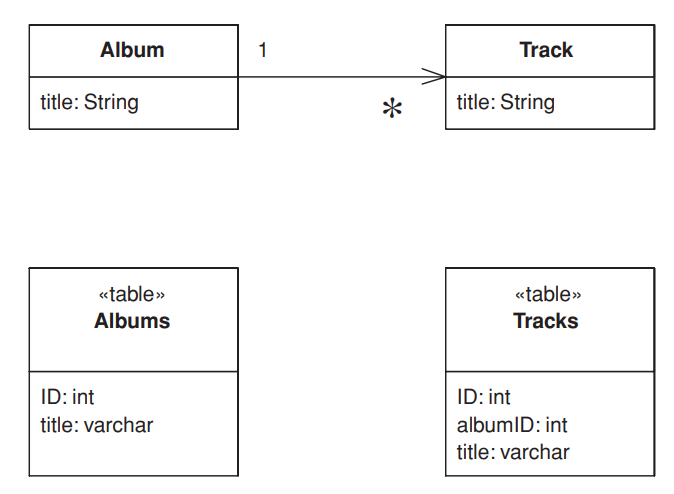 Album
title: String
1
*
Track
title: String
«table»
Albums
ID: int
title: varchar
«table»
Tracks
ID: int
albumID: int
title: varchar